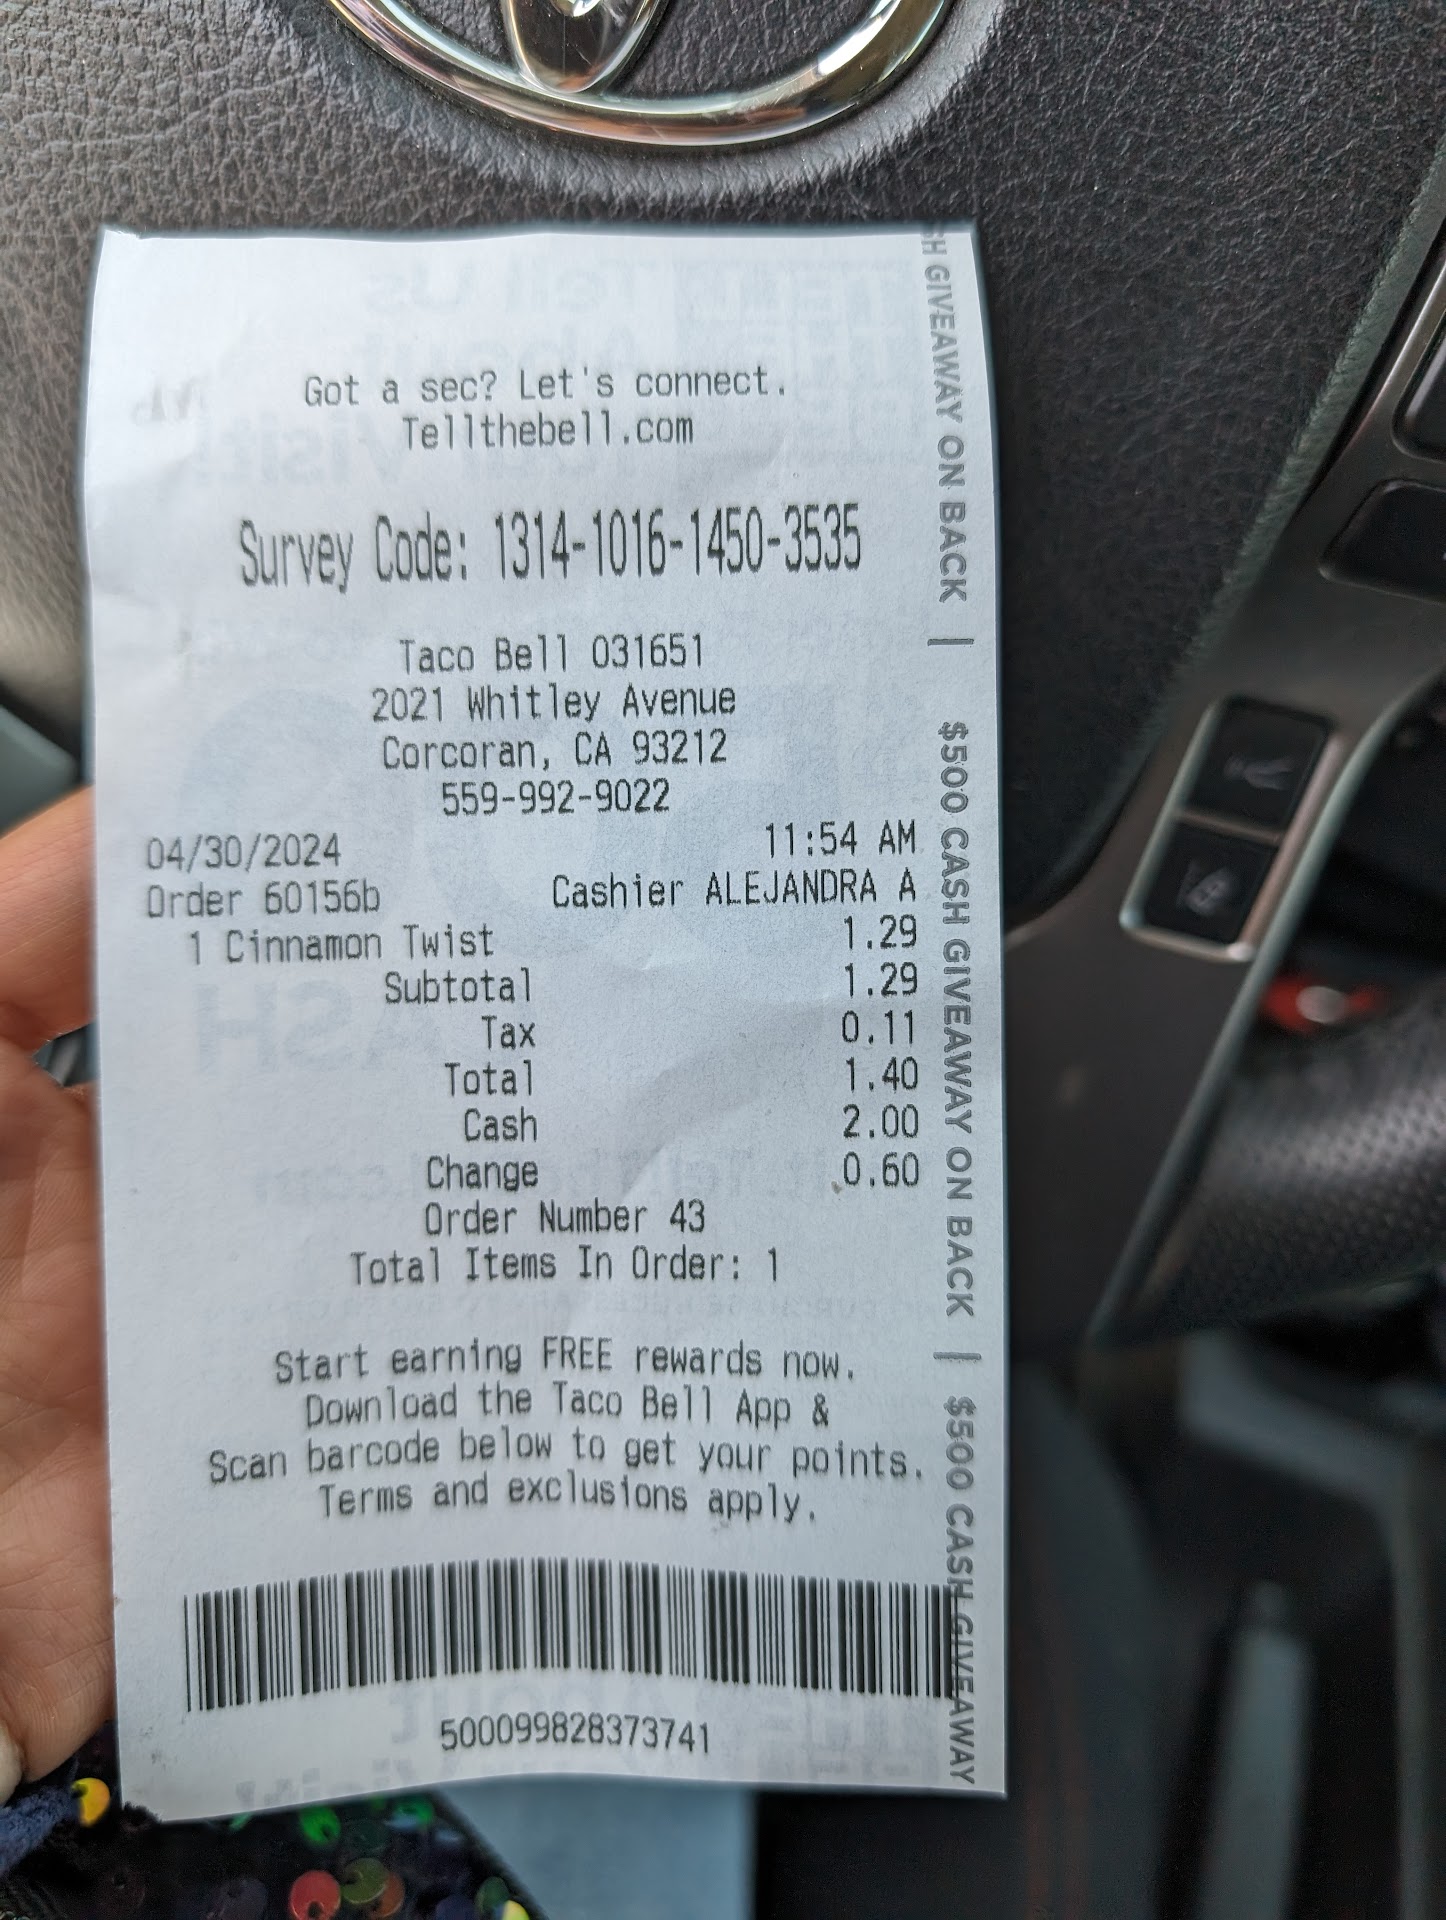 Got a sec? Let's connect.
Tellthebell.com
Survey Code: 1314-1016-1450-3535
Taco Bell 031651
2021 Whitley Avenue
Corcoran, CA 93212
559-992-9022
04/30/2024 11:54 AM
Order 60156b Cashier ALEJANDRA A
1 Cinnamon Twist 1.29
Subtotal 1.29
Tax 0.11
Total 1.40
Cash 2.00
Change 0.60
Order Number 43
Total Items In Order: 1
Start earning FREE rewards now.
Download the Taco Bell App &
Scan barcode below to get your points.
Terms and exclusions apply.
500099828373741
SH GIVEAWAY ON BACK | $500 CASH GIVEAWAY ON BACK | $500 CASH GIVEAWAY